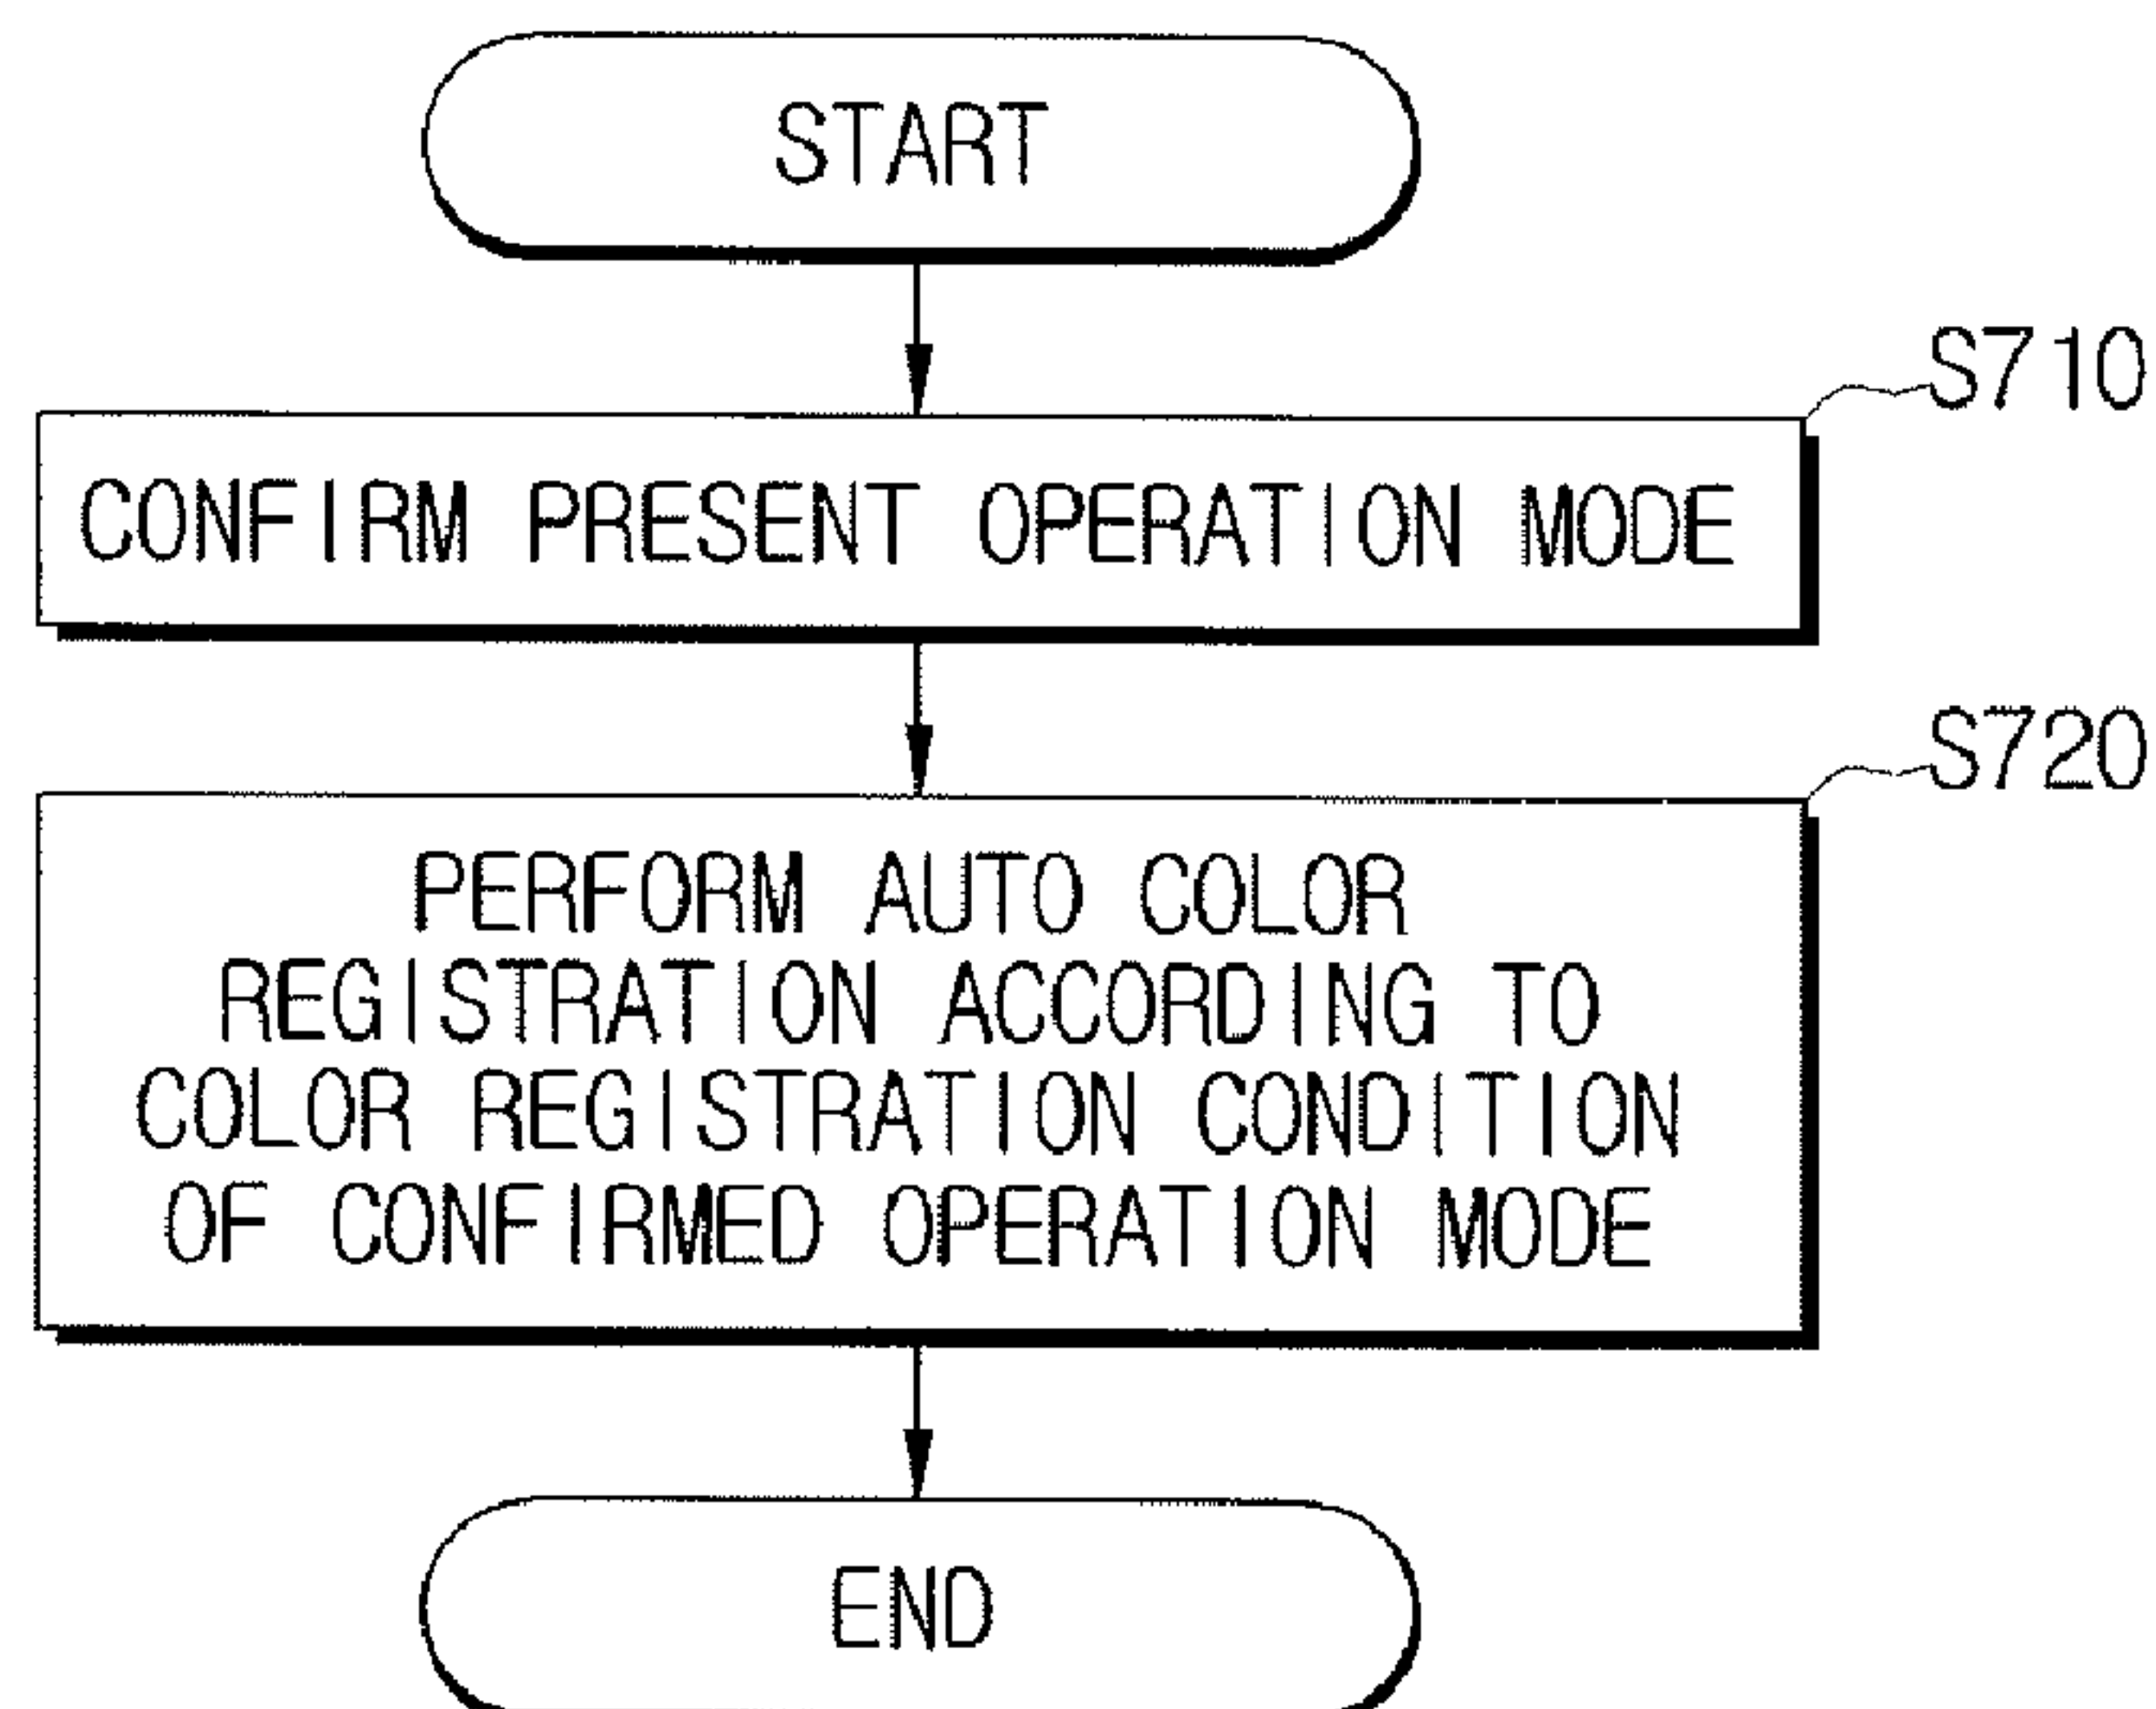 START
S710
CONFIRM PRESENT OPERATION MODE
S720
PERFORM AUTO COLOR
REGISTRATION ACCORDING TO
COLOR REGISTRATION CONDITION
OF CONFIRMED OPERATION MODE
END